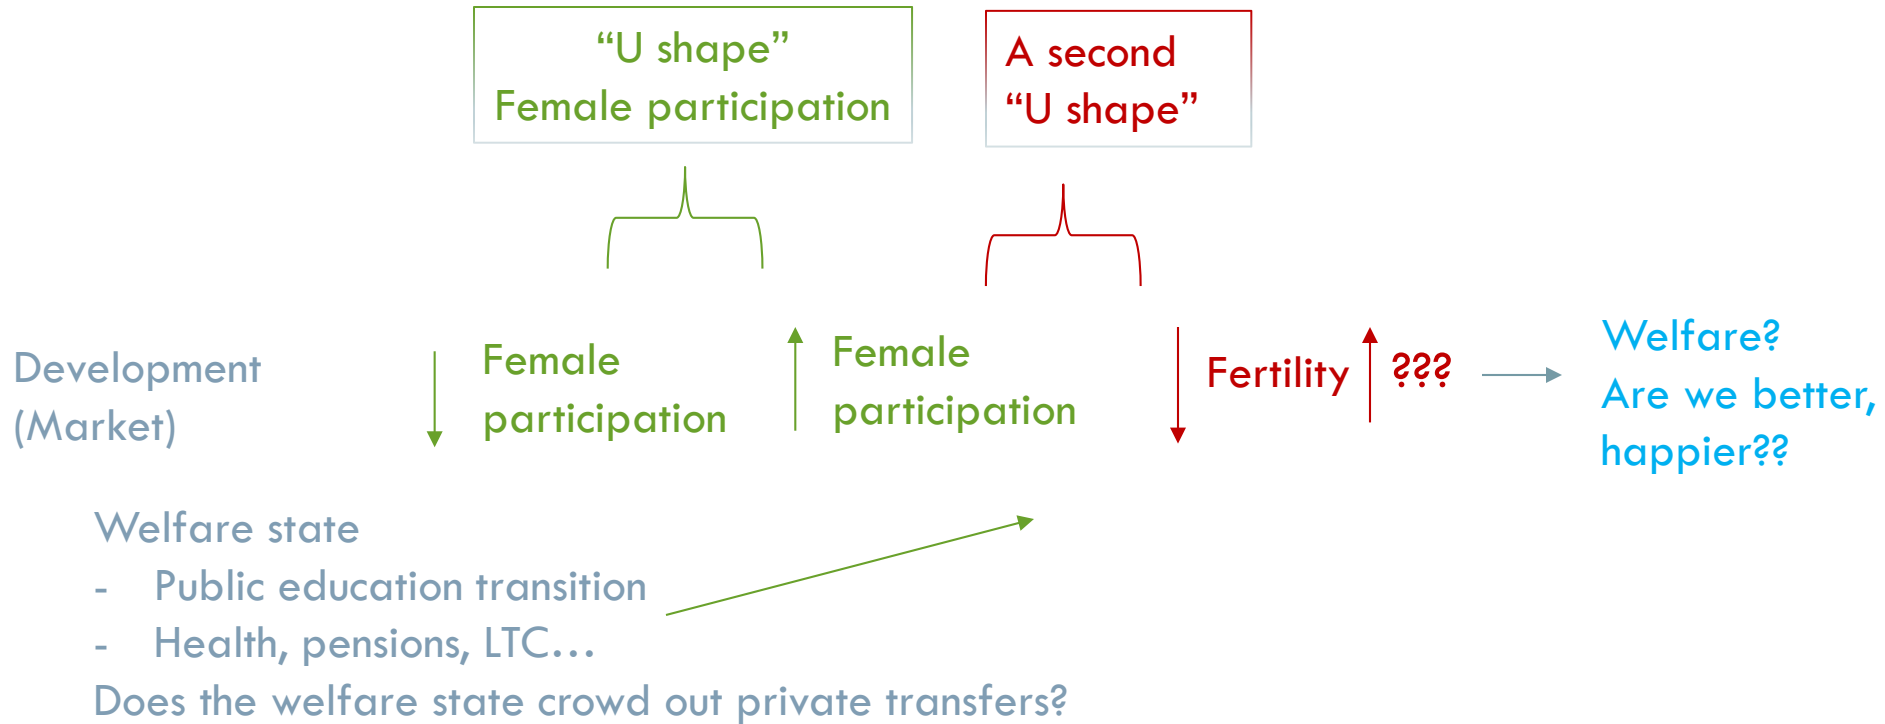 “U shape”
Female participation
A second
“U shape”
Development
(Market)
Female
participation
Female
participation
Fertility
???
Welfare?
Are we better,
happier??
Welfare state
- Public education transition
- Health, pensions, LTC…
Does the welfare state crowd out private transfers?